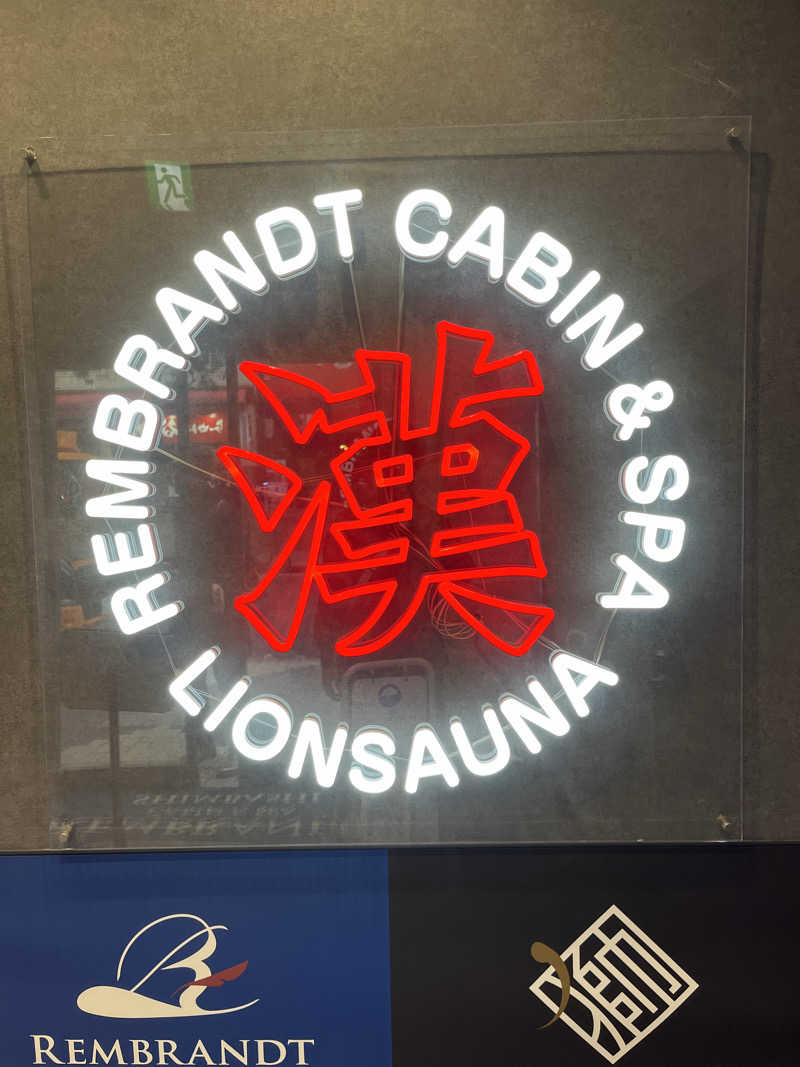 REMBRANDT CABIN & SPA
漢
LIONSAUNA
REMBRANDT